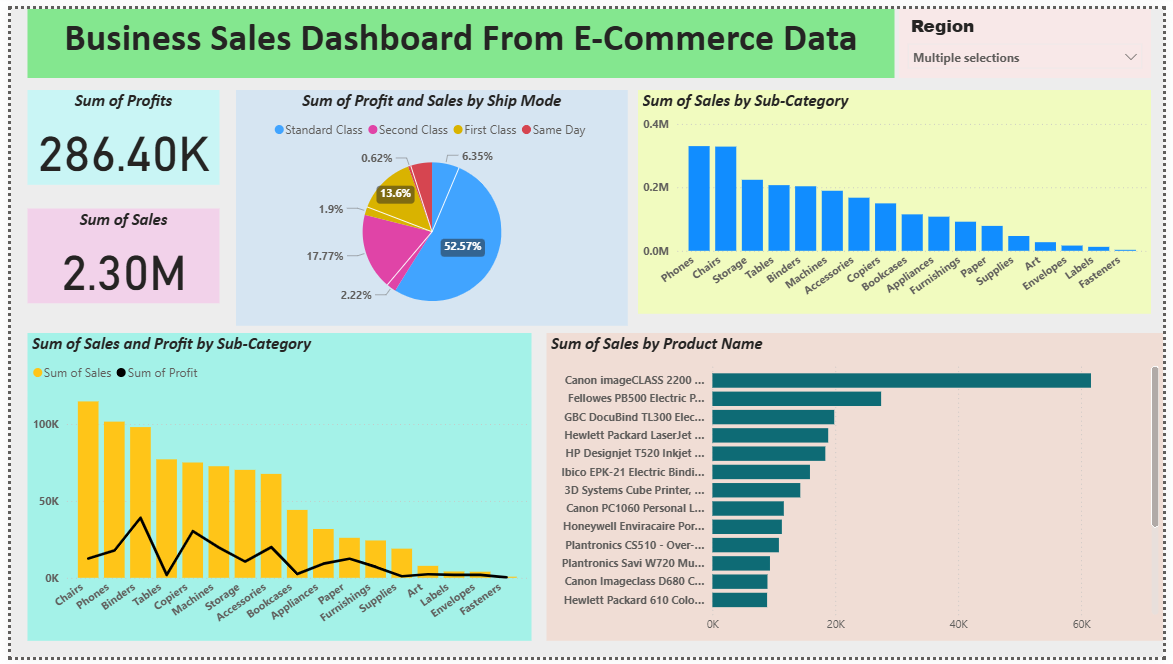 Business Sales Dashboard From E-Commerce Data
Region
Multiple selections
Sum of Profits
286.40K
Sum of Sales
2.30M
Sum of Profit and Sales by Ship Mode
Standard Class Second Class First Class Same Day
0.62%
6.35%
13.6%
1.9%
52.57%
17.77%
2.22%
Sum of Sales by Sub-Category
0.4M
0.2M
0.0M
Phones
Chairs
Storage
Tables
Binders
Machines
Accessories
Copiers
Bookcases
Appliances
Furnishings
Paper
Supplies
Art
Envelopes
Labels
Fasteners
Sum of Sales and Profit by Sub-Category
Sum of Sales Sum of Profit
100K
50K
0K
Chairs
Phones
Binders
Tables
Copiers
Machines
Storage
Accessories
Bookcases
Appliances
Paper
Furnishings
Supplies
Art
Labels
Envelopes
Fasteners
Sum of Sales by Product Name
Canon imageCLASS 2200 ...
Fellowes PB500 Electric P...
GBC DocuBind TL300 Elec...
Hewlett Packard LaserJet ...
HP Designjet T520 Inkjet ...
Ibico EPK-21 Electric Bindi...
3D Systems Cube Printer, ...
Canon PC1060 Personal L...
Honeywell Enviracaire Por...
Plantronics CS510 - Over-...
Plantronics Savi W720 Mu...
Canon Imageclass D680 C...
Hewlett Packard 610 Colo...
0K 20K 40K 60K